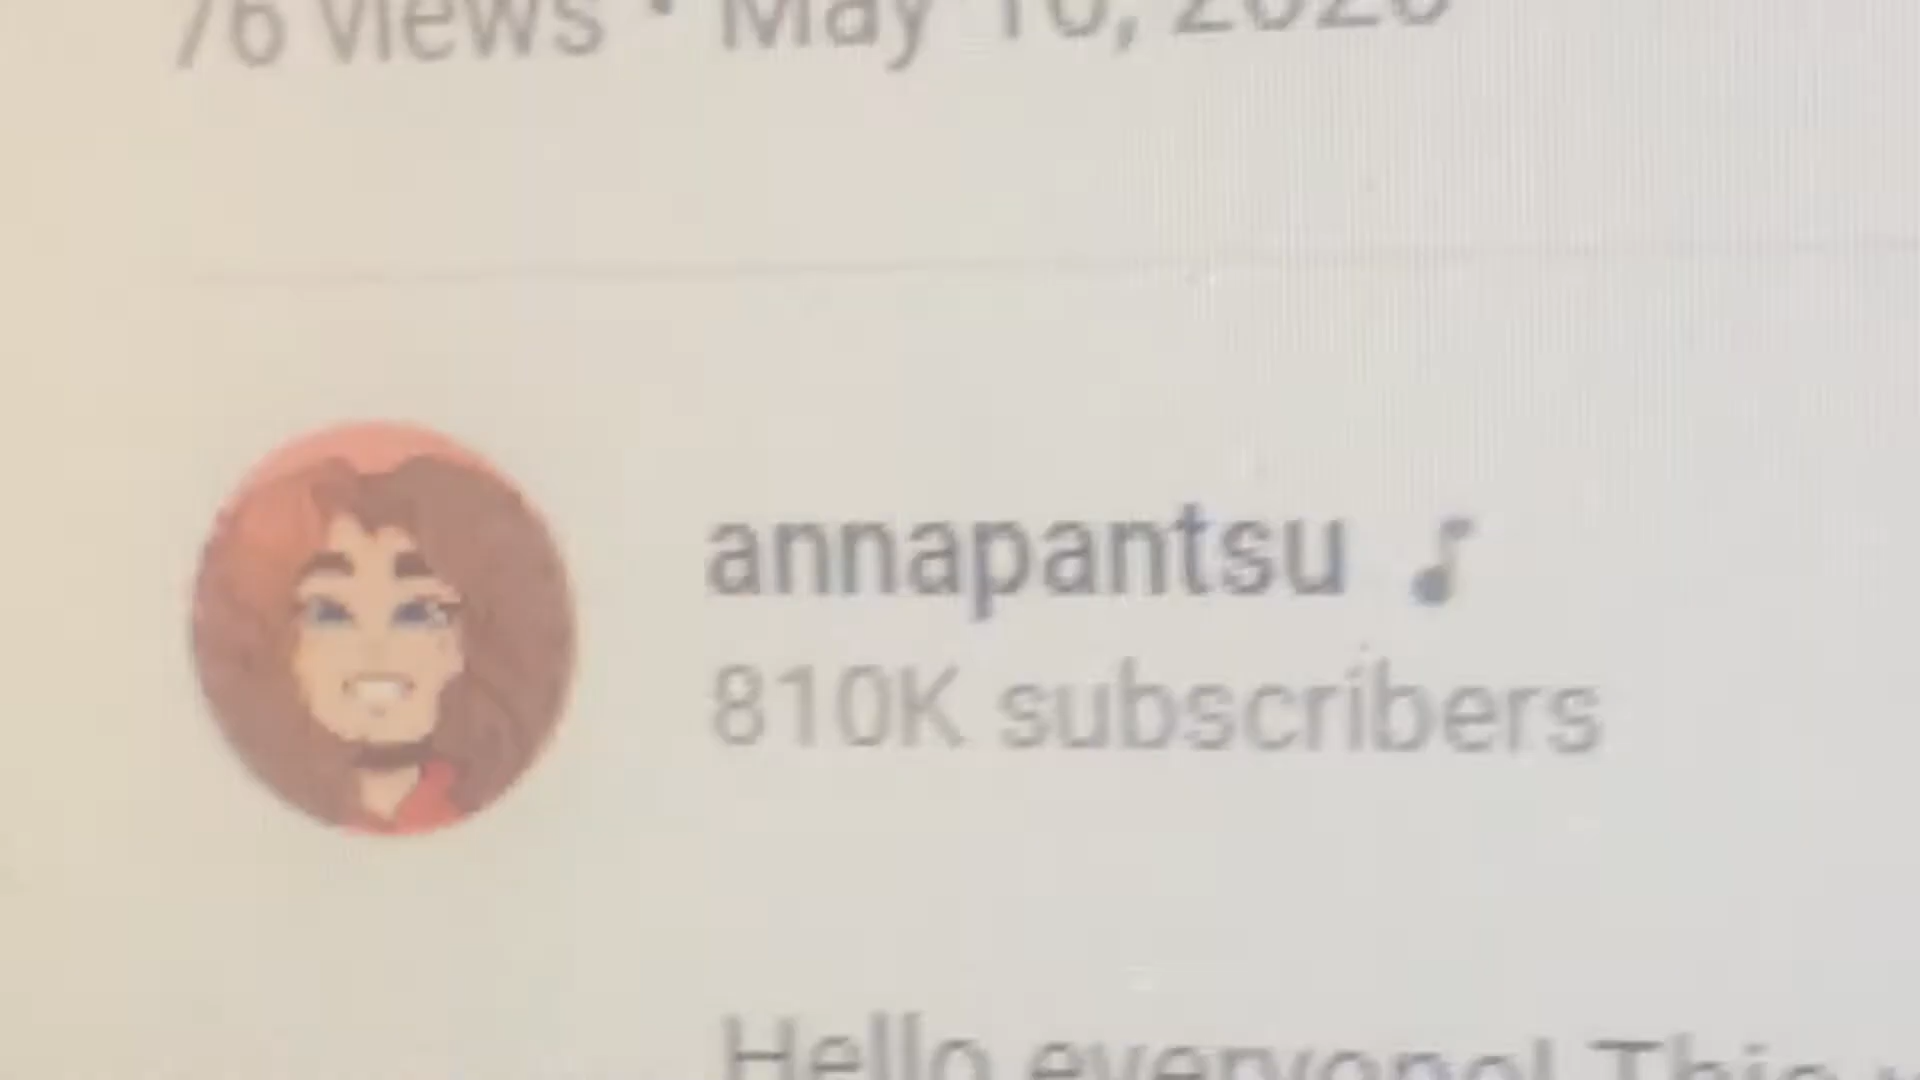 76 views • May 10, 2020
annapantsu ♪
810K subscribers
Hello everyone! This